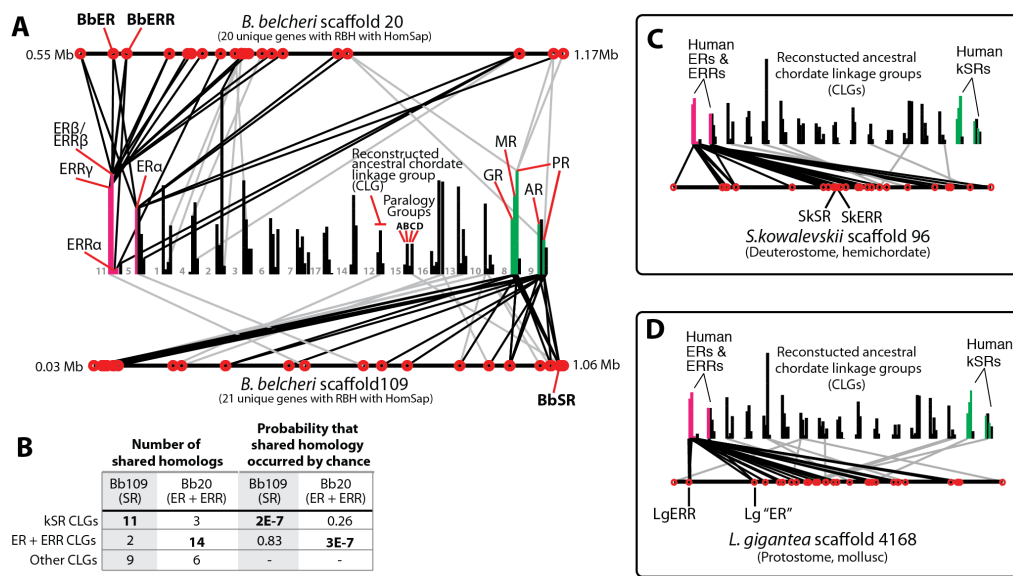 A
BbER
BbERR
B. belcheri scaffold 20
(20 unique genes with RBH with HomSap)
0.55 Mb
1.17Mb
ERβ/
ERRβ
ERRγ
ERα
ERRα
MR
GR
PR
AR
Reconstructed
ancestral chordate
linkage group
(CLG)
Paralogy
Groups
ABCD
11 5 1 4 2 3 6 7 17 14 12 15 16 13 10 8 9
0.03 Mb
1.06 Mb
B. belcheri scaffold109
(21 unique genes with RBH with HomSap)
BbSR
B
Number of
shared homologs
Probability that
shared homology
occurred by chance
Bb109
(SR)
Bb20
(ER + ERR)
Bb109
(SR)
Bb20
(ER + ERR)
kSR CLGs 11 3 2E-7 0.26
ER + ERR CLGs 2 14 0.83 3E-7
Other CLGs 9 6 - -
C
Human
ERs &
ERRs
Reconstucted ancestral
chordate linkage groups
(CLGs)
Human
kSRs
SkSR
SkERR
S.kowalevskii scaffold 96
(Deuterostome, hemichordate)
D
Human
ERs &
ERRs
Reconstucted ancestral
chordate linkage groups
(CLGs)
Human
kSRs
LgERR
Lg “ER”
L. gigantea scaffold 4168
(Protostome, mollusc)